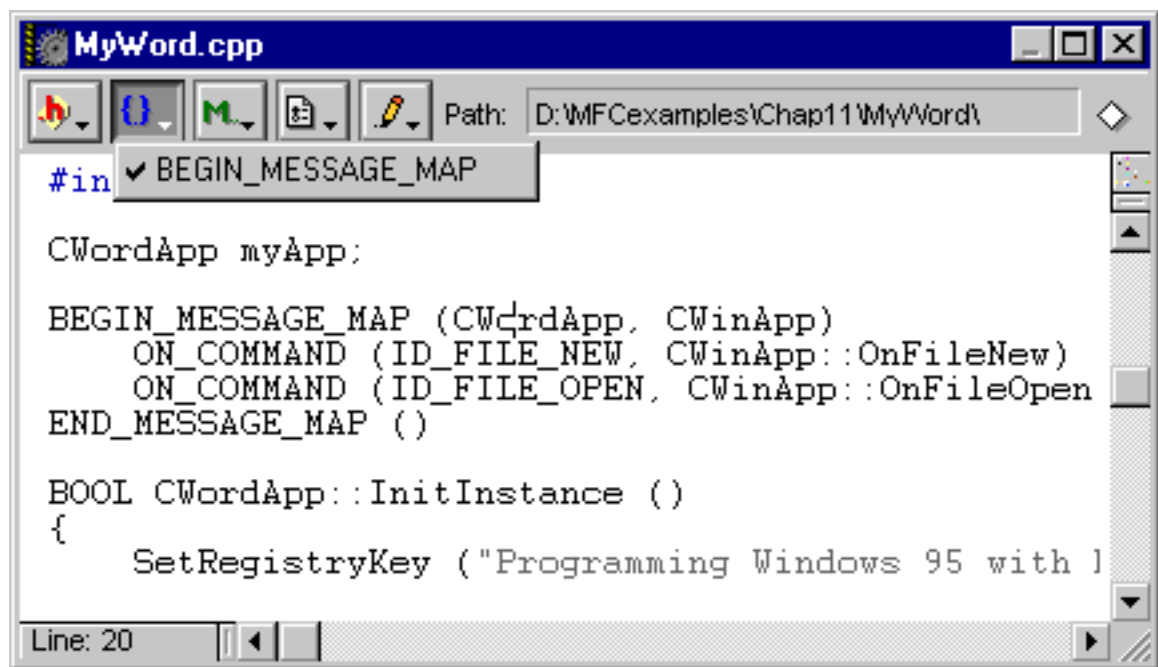 MyWord.cpp
.h {} M.. Path: D:\MFCexamples\Chap11\MyWord\
BEGIN_MESSAGE_MAP
#in
CWordApp myApp;
BEGIN_MESSAGE_MAP (CWordApp, CWinApp)
ON_COMMAND (ID_FILE_NEW, CWinApp::OnFileNew)
ON_COMMAND (ID_FILE_OPEN, CWinApp::OnFileOpen
END_MESSAGE_MAP ()
BOOL CWordApp::InitInstance ()
{
SetRegistryKey ("Programming Windows 95 with
Line: 20